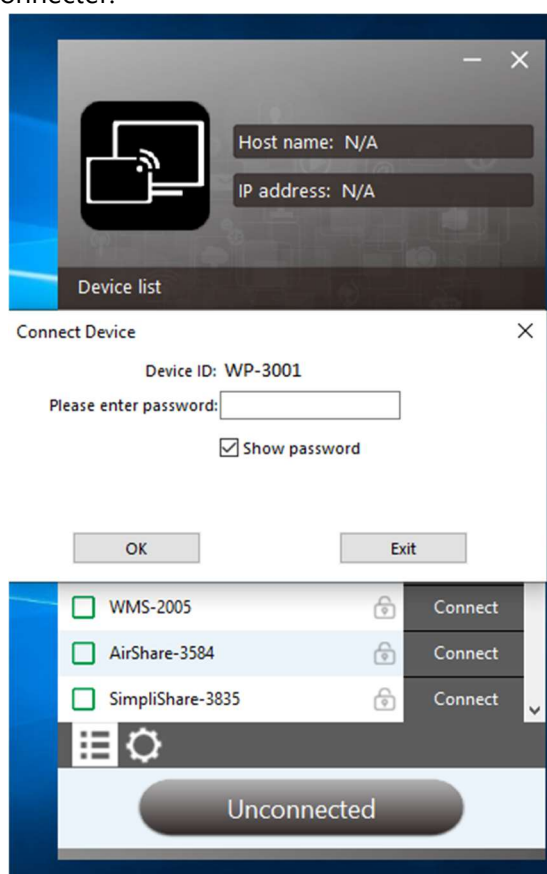 onnecter.
Host name: N/A
IP address: N/A
Device list
Connect Device
Device ID: WP-3001
Please enter password:
Show password
OK Exit
WMS-2005 Connect
AirShare-3584 Connect
SimpliShare-3835 Connect
Unconnected